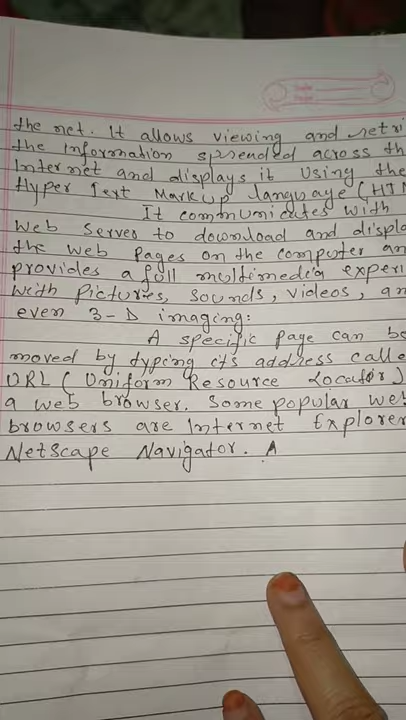 the net. It allows viewing and retri
the Information spreaded across th
Internet and displays it Using the
Hyper Text Markup language (HTM
It communicates with
Web Serves to download and displa
the web Pages on the computer an
provides a full multimedia experi
with Pictures, Sounds, videos, an
even 3-D imaging:
A specific page can be
moved by typing its address calle
URL (Uniform Resource Locator)
a web browser. Some popular web
browsers are Internet Explorer
Netscape Navigator. A